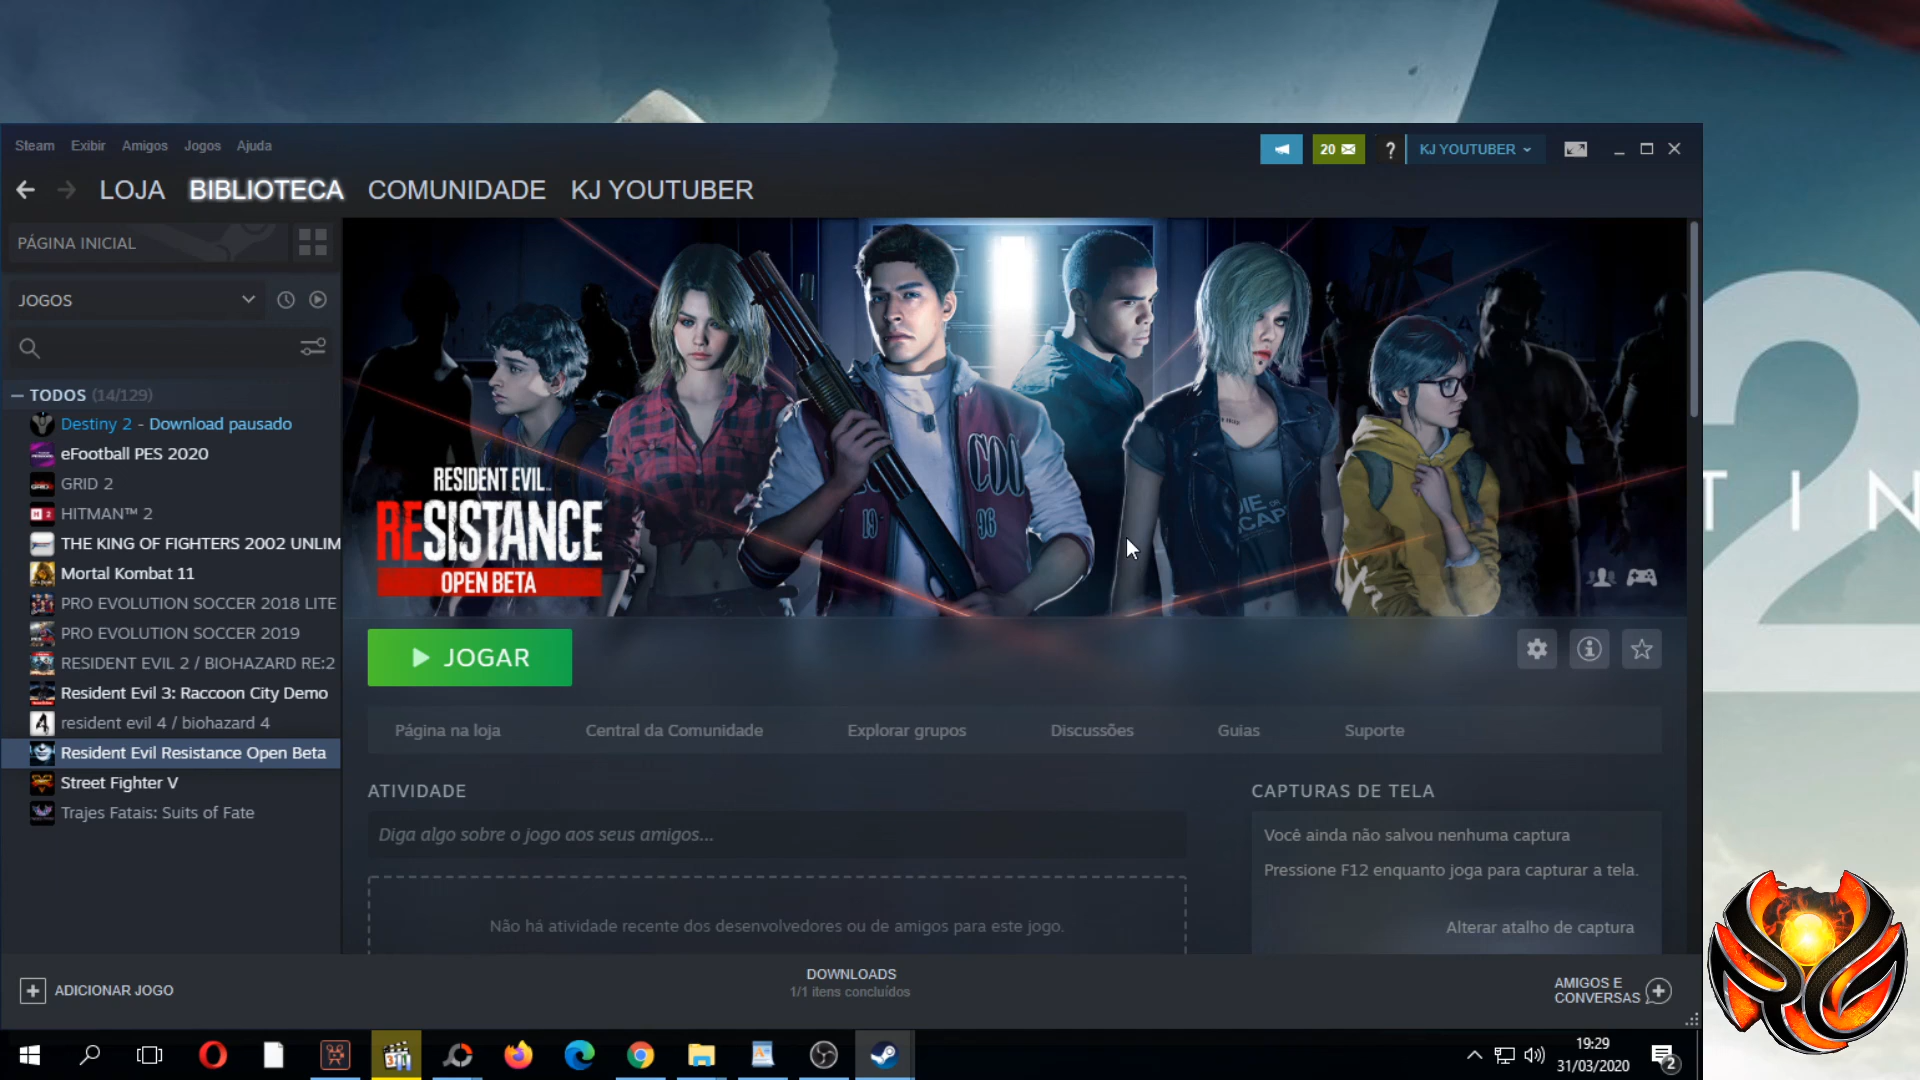 Steam Exibir Amigos Jogos Ajuda
20
?
KJ YOUTUBER
LOJA BIBLIOTECA COMUNIDADE KJ YOUTUBER
PÁGINA INICIAL
JOGOS
TODOS (14/129)
Destiny 2 - Download pausado
eFootball PES 2020
GRID 2
HITMAN™ 2
THE KING OF FIGHTERS 2002 UNLIM
Mortal Kombat 11
PRO EVOLUTION SOCCER 2018 LITE
PRO EVOLUTION SOCCER 2019
RESIDENT EVIL 2 / BIOHAZARD RE:2
Resident Evil 3: Raccoon City Demo
resident evil 4 / biohazard 4
Resident Evil Resistance Open Beta
Street Fighter V
Trajes Fatais: Suits of Fate
RESIDENT EVIL
RESISTANCE
OPEN BETA
19 96
JOGAR
Página na loja Central da Comunidade Explorar grupos Discussões Guias Suporte
ATIVIDADE
Diga algo sobre o jogo aos seus amigos...
Não há atividade recente dos desenvolvedores ou de amigos para este jogo.
CAPTURAS DE TELA
Você ainda não salvou nenhuma captura
Pressione F12 enquanto joga para capturar a tela.
Alterar atalho de captura
ADICIONAR JOGO
DOWNLOADS
1/1 itens concluídos
AMIGOS E
CONVERSAS
TIN
2
19:29
31/03/2020
2